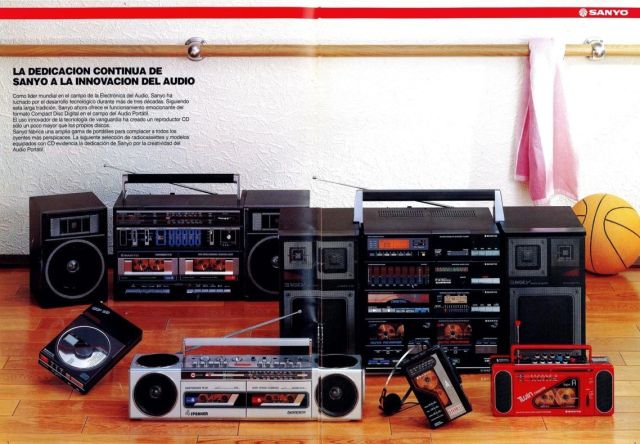 SANYO
LA DEDICACION CONTINUA DE
SANYO A LA INNOVACION DEL AUDIO
Como líder mundial en el campo de la Electrónica del Audio, Sanyo ha
luchado por el desarrollo tecnológico durante más de tres décadas. Siguiendo
esta larga tradición, Sanyo ahora ofrece el funcionamiento emocionante del
formato Compact Disc Digital en el campo del Audio Portátil.
El uso innovador de la tecnología de vanguardia ha creado un reproductor CD
sólo un poco mayor que los propios discos.
Sanyo fabrica una amplia gama de portátiles para complacer a todos los
oyentes más perspicaces. La siguiente selección de radiocassettes y modelos
equipados con CD evidencia la dedicación de Sanyo por la creatividad del
Audio Portátil.
Twin
A